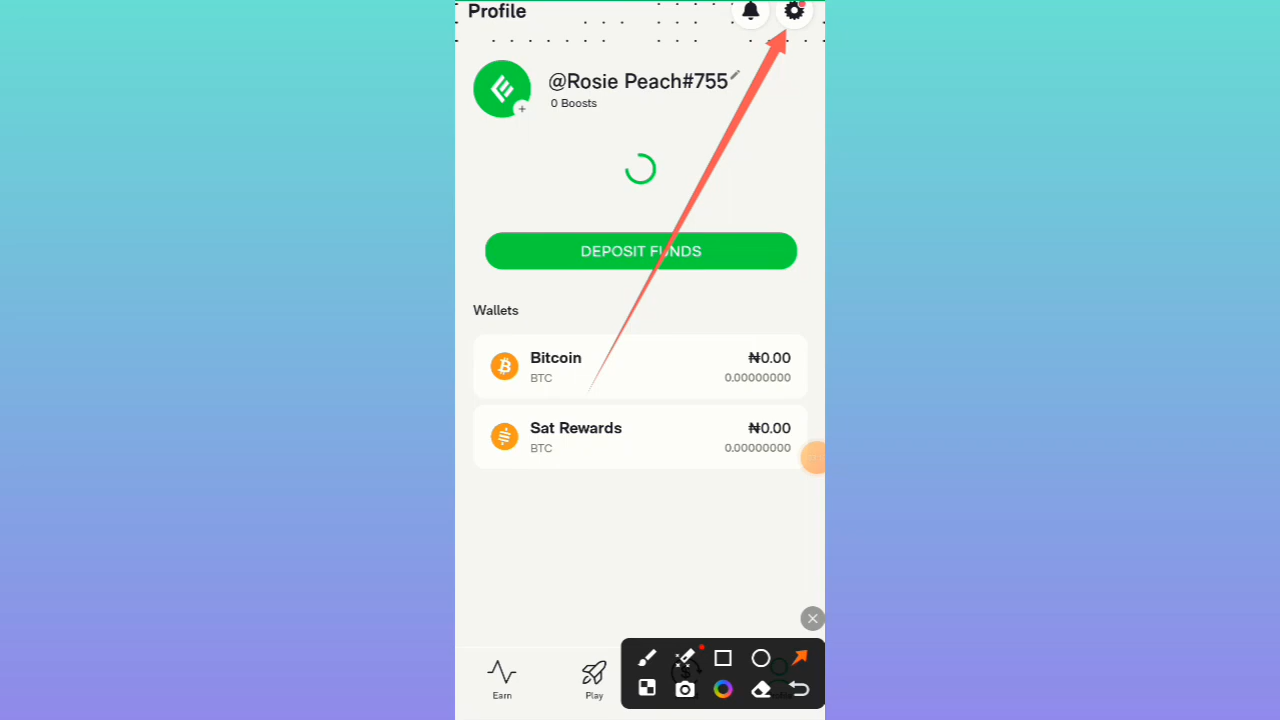 Profile
@Rosie Peach#755
0 Boosts
DEPOSIT FUNDS
Wallets
Bitcoin
₦0.00
BTC
0.00000000
Sat Rewards
₦0.00
BTC
0.00000000
Earn
Play